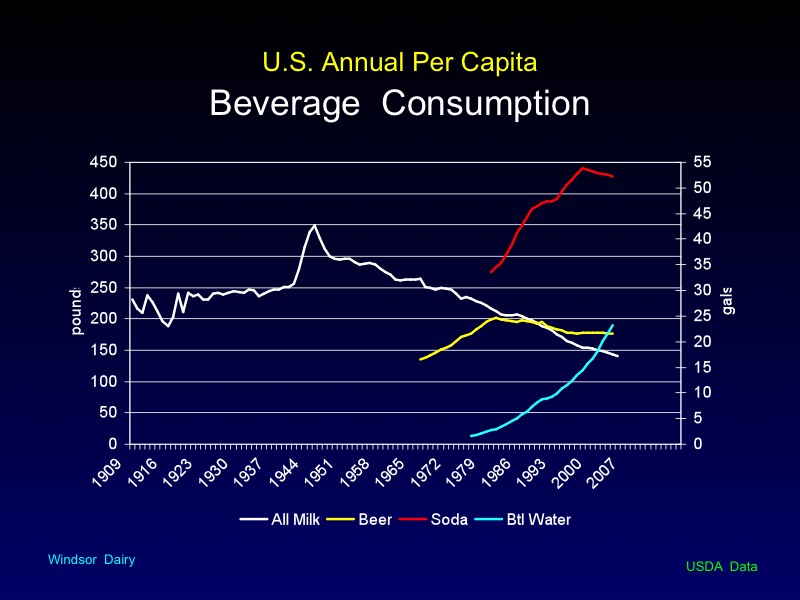 U.S. Annual Per Capita
Beverage Consumption
450
400
350
300
250
200
150
100
50
0
pounds
55
50
45
40
35
30
25
20
15
10
5
0
gals
1909 1916 1923 1930 1937 1944 1951 1958 1965 1972 1979 1986 1993 2000 2007
All Milk Beer Soda Btl Water
Windsor Dairy
USDA Data